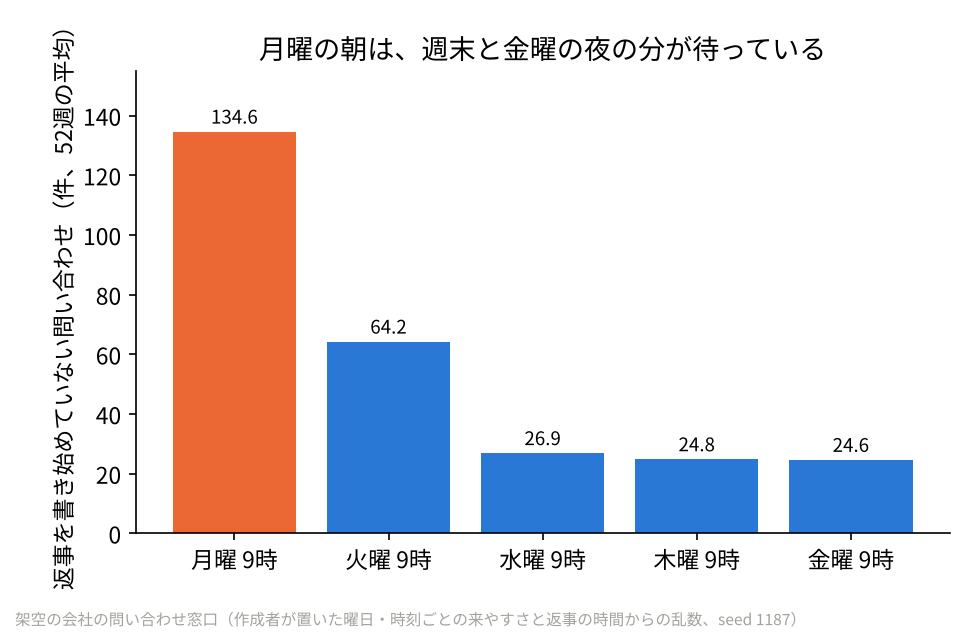 月曜の朝は、週末と金曜の夜の分が待っている
返事を書き始めていない問い合わせ（件、52週の平均）
140
120
100
80
60
40
20
0
134.6
64.2
26.9
24.8
24.6
月曜 9時
火曜 9時
水曜 9時
木曜 9時
金曜 9時
架空の会社の問い合わせ窓口（作成者が置いた曜日・時刻ごとの来やすさと返事の時間からの乱数、seed 1187）